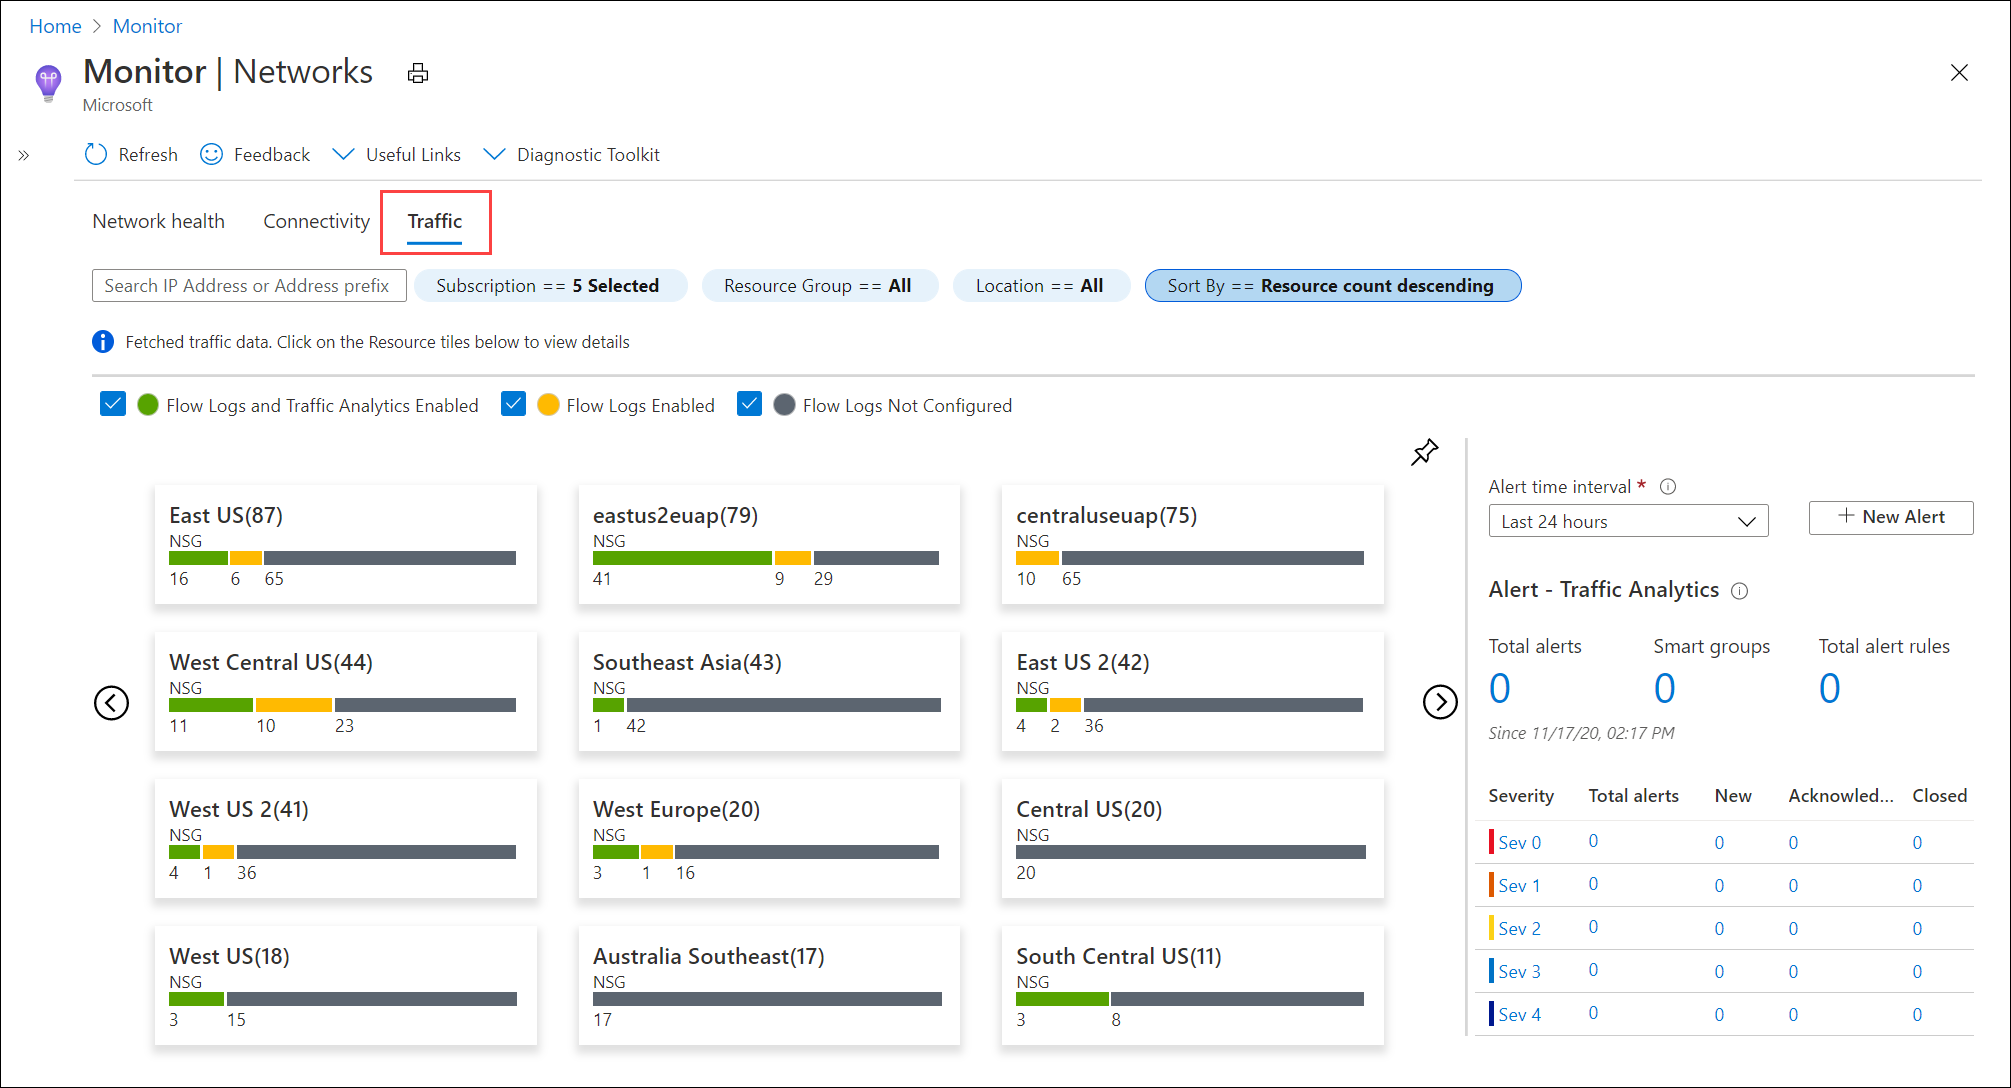 Home > Monitor
Monitor | Networks
Microsoft
»
Refresh Feedback Useful Links Diagnostic Toolkit
Network health Connectivity Traffic
Search IP Address or Address prefix Subscription == 5 Selected Resource Group == All Location == All Sort By == Resource count descending
Fetched traffic data. Click on the Resource tiles below to view details
Flow Logs and Traffic Analytics Enabled Flow Logs Enabled Flow Logs Not Configured
East US(87)
NSG
16 6 65
eastus2euap(79)
NSG
41 9 29
centraluseuap(75)
NSG
10 65
West Central US(44)
NSG
11 10 23
Southeast Asia(43)
NSG
1 42
East US 2(42)
NSG
4 2 36
West US 2(41)
NSG
4 1 36
West Europe(20)
NSG
3 1 16
Central US(20)
NSG
20
West US(18)
NSG
3 15
Australia Southeast(17)
NSG
17
South Central US(11)
NSG
3 8
Alert time interval *
Last 24 hours
+ New Alert
Alert - Traffic Analytics
Total alerts Smart groups Total alert rules
0 0 0
Since 11/17/20, 02:17 PM
Severity Total alerts New Acknowled... Closed
Sev 0 0 0 0 0
Sev 1 0 0 0 0
Sev 2 0 0 0 0
Sev 3 0 0 0 0
Sev 4 0 0 0 0